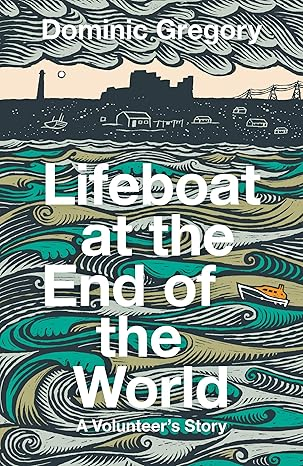 Dominic Gregory
Lifeboat
at the
End of
the
World
A Volunteer's Story